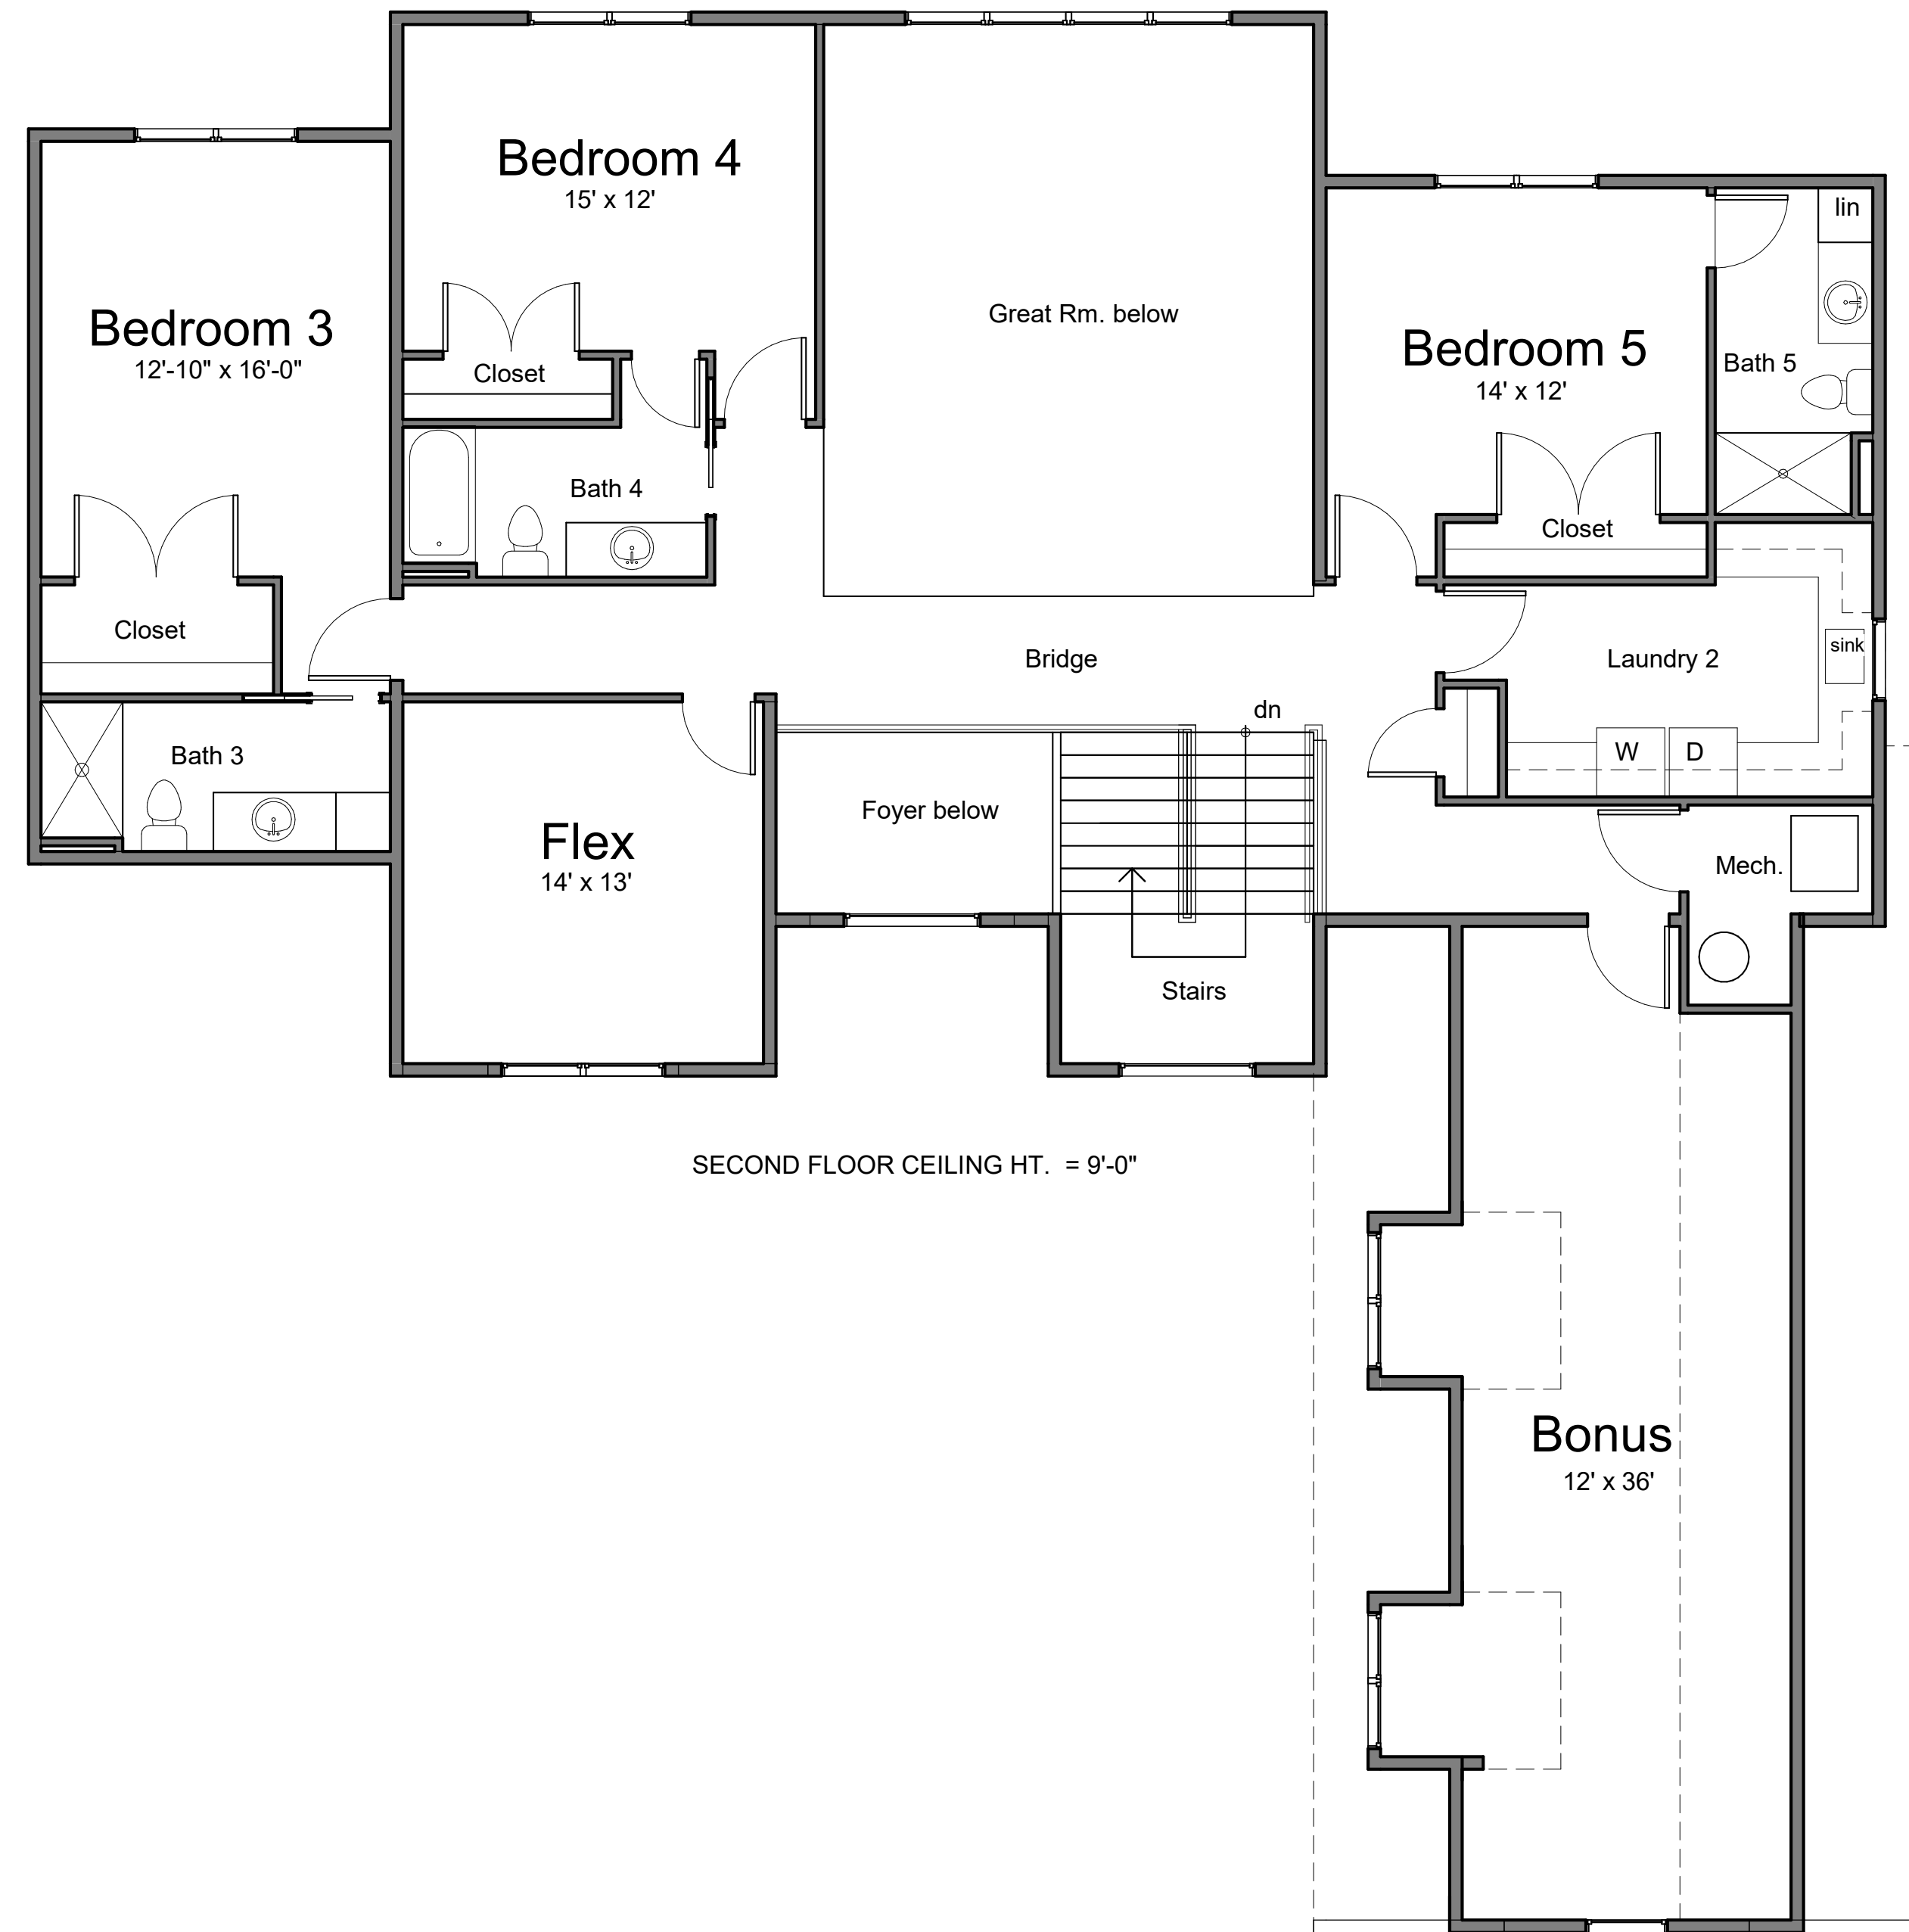 Bedroom 4
15' x 12'
lin
Bedroom 3
12'-10" x 16'-0"
Great Rm. below
Bedroom 5
14' x 12'
Bath 5
Closet
Bath 4
Closet
Closet
Bridge
Laundry 2
sink
dn
Bath 3
W
D
Foyer below
Flex
14' x 13'
Mech.
Stairs
SECOND FLOOR CEILING HT.  = 9'-0"
Bonus
12' x 36'